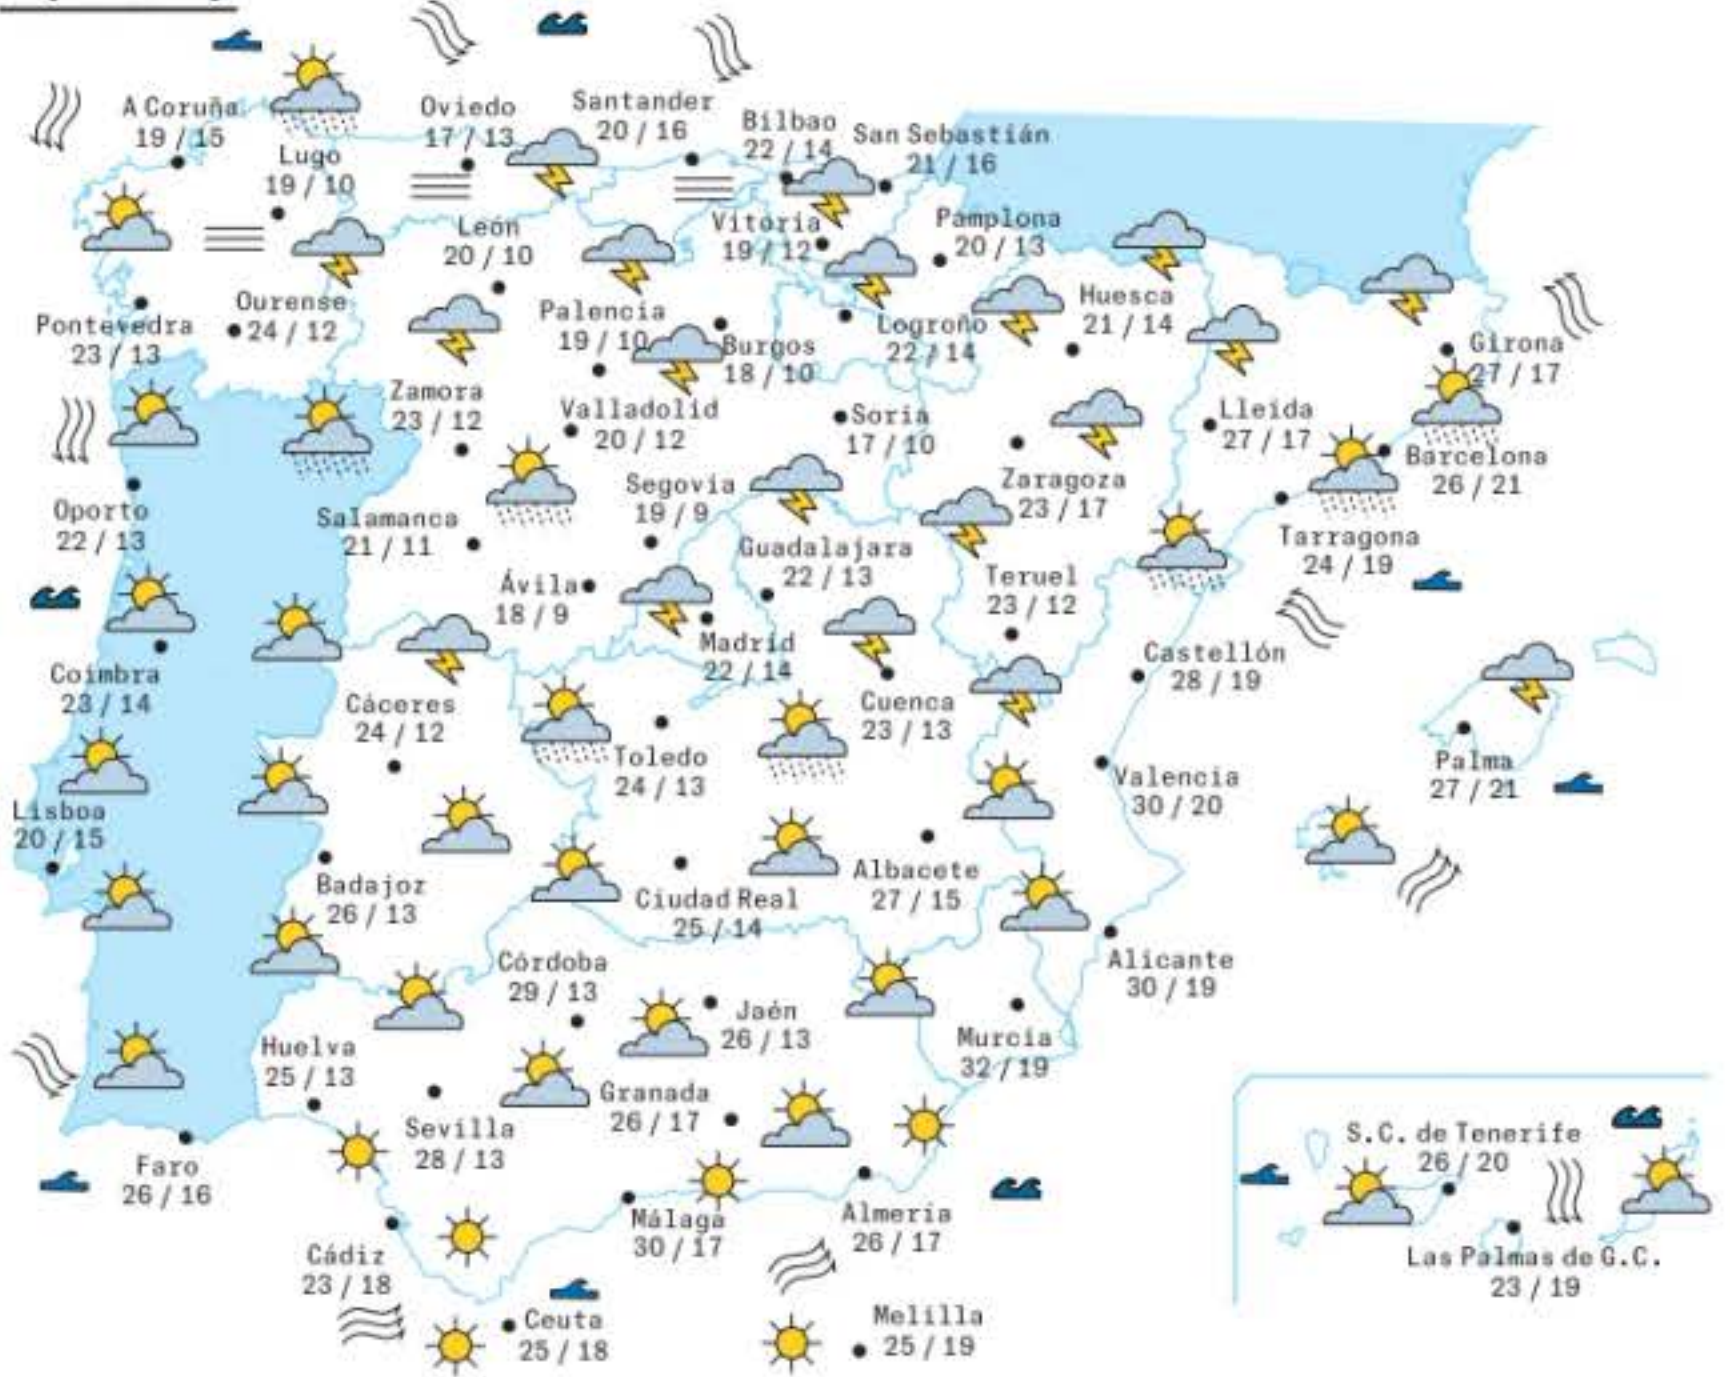 A Coruña
19 / 15
Oviedo
17 / 13
Santander
20 / 16
Bilbao
22 / 14
San Sebastián
21 / 16
Lugo
19 / 10
León
20 / 10
Vitoria
19 / 12
Pamplona
20 / 13
Pontevedra
23 / 13
Ourense
24 / 12
Palencia
19 / 10
Burgos
18 / 10
Logroño
22 / 14
Huesca
21 / 14
Girona
27 / 17
Zamora
23 / 12
Valladolid
20 / 12
Soria
17 / 10
Lleida
27 / 17
Barcelona
26 / 21
Oporto
22 / 13
Salamanca
21 / 11
Segovia
19 / 9
Zaragoza
23 / 17
Tarragona
24 / 19
Ávila
18 / 9
Guadalajara
22 / 13
Teruel
23 / 12
Coimbra
23 / 14
Madrid
22 / 14
Castellón
28 / 19
Cáceres
24 / 12
Cuenca
23 / 13
Toledo
24 / 13
Valencia
30 / 20
Palma
27 / 21
Lisboa
20 / 15
Badajoz
26 / 13
Ciudad Real
25 / 14
Albacete
27 / 15
Córdoba
29 / 13
Alicante
30 / 19
Jaén
26 / 13
Huelva
25 / 13
Murcia
32 / 19
Granada
26 / 17
Sevilla
28 / 13
Faro
26 / 16
Málaga
30 / 17
Almería
26 / 17
Cádiz
23 / 18
Ceuta
25 / 18
Melilla
25 / 19
S.C. de Tenerife
26 / 20
Las Palmas de G.C.
23 / 19